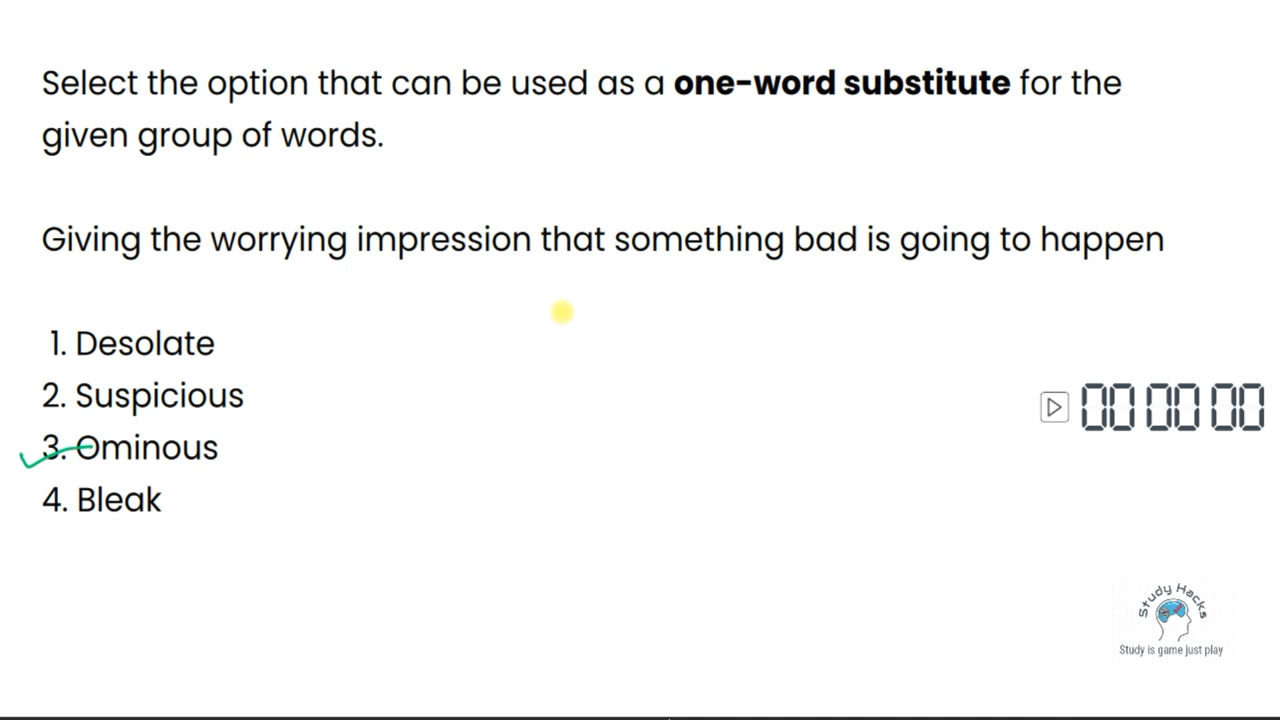 Select the option that can be used as a one-word substitute for the
given group of words.
Giving the worrying impression that something bad is going to happen
1. Desolate
2. Suspicious
3. Ominous
4. Bleak
00 00 00
Study Hacks
Study is game just play